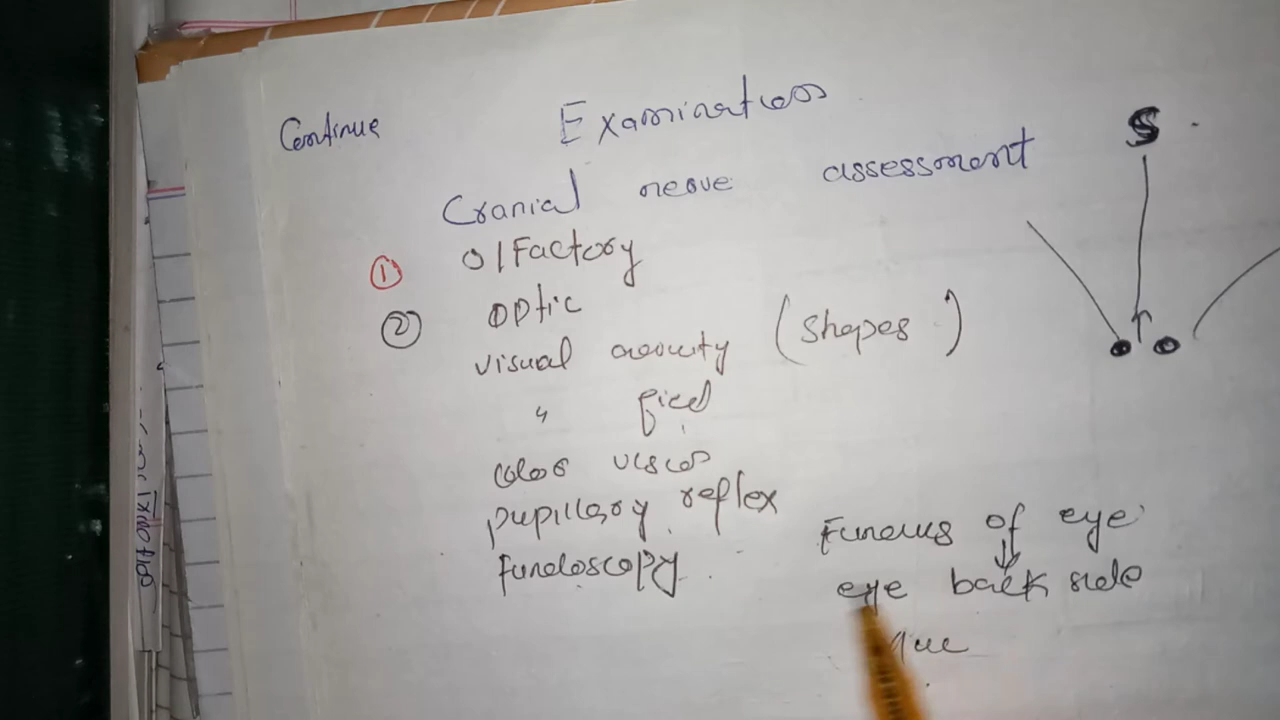 Continue
Examination
Cranial nerve assessment
① Olfactory
② Optic
visual acuity (shapes)
" field
color vision
pupillary reflex
fundoscopy.
Fundus of eye
eye back side
S